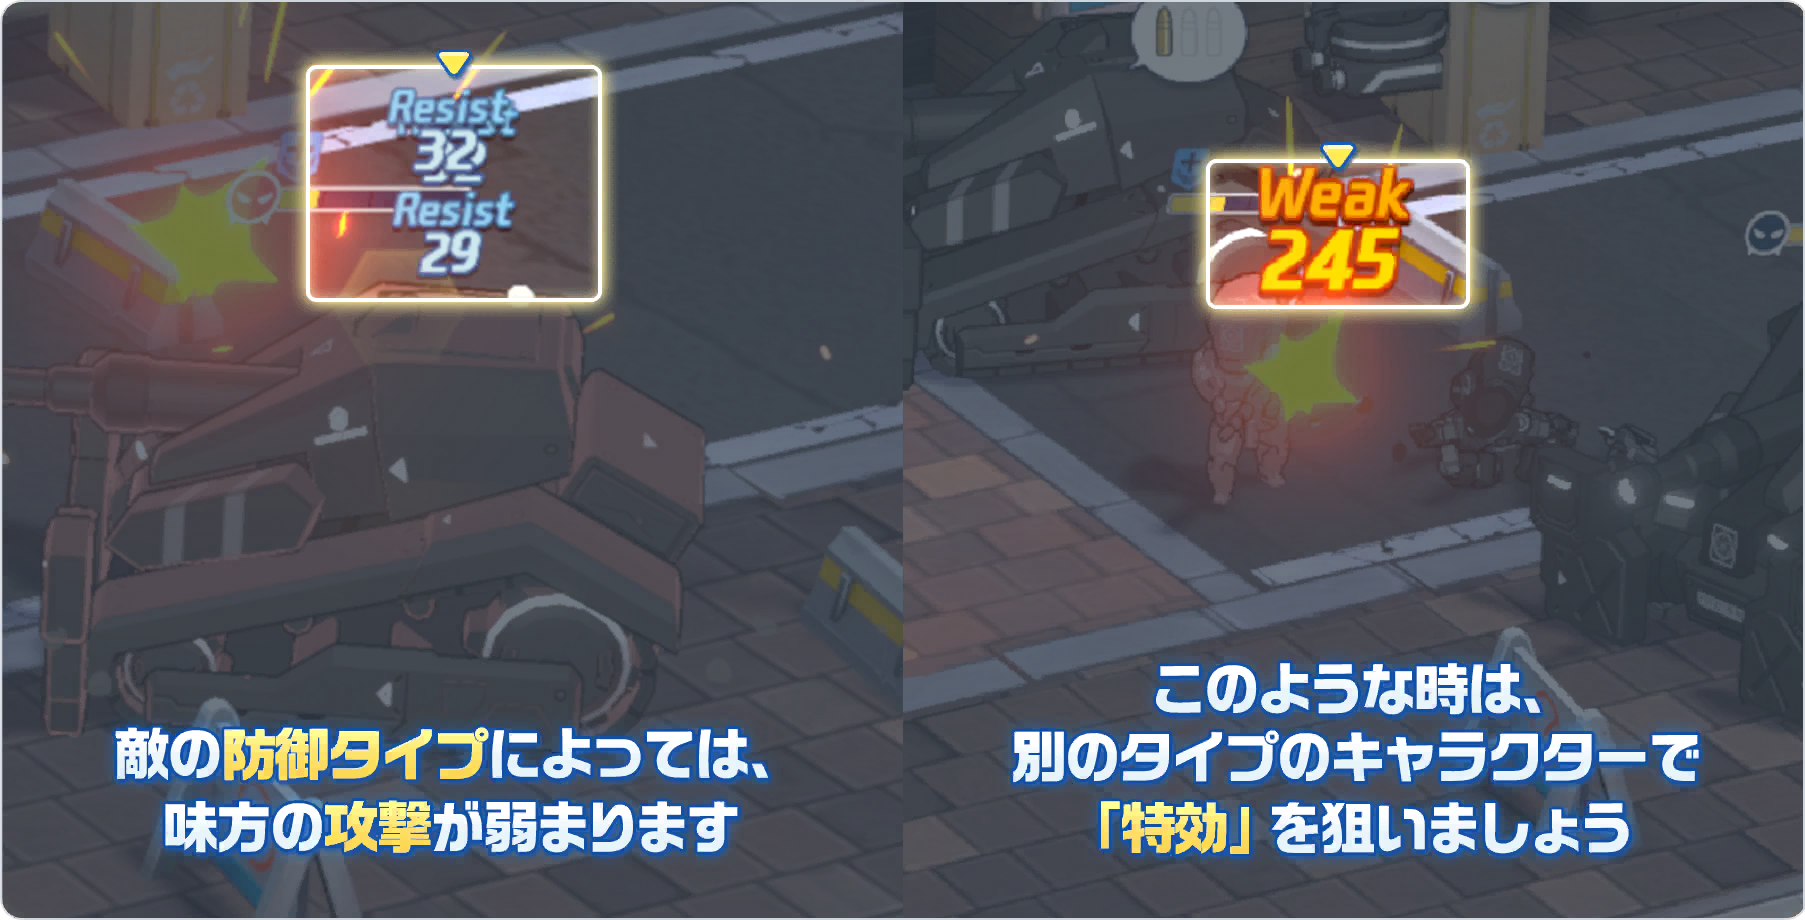 Resist
32
Resist
29
敵の防御タイプによっては、
味方の攻撃が弱まります
Weak
245
このような時は、
別のタイプのキャラクターで
「特効」を狙いましょう